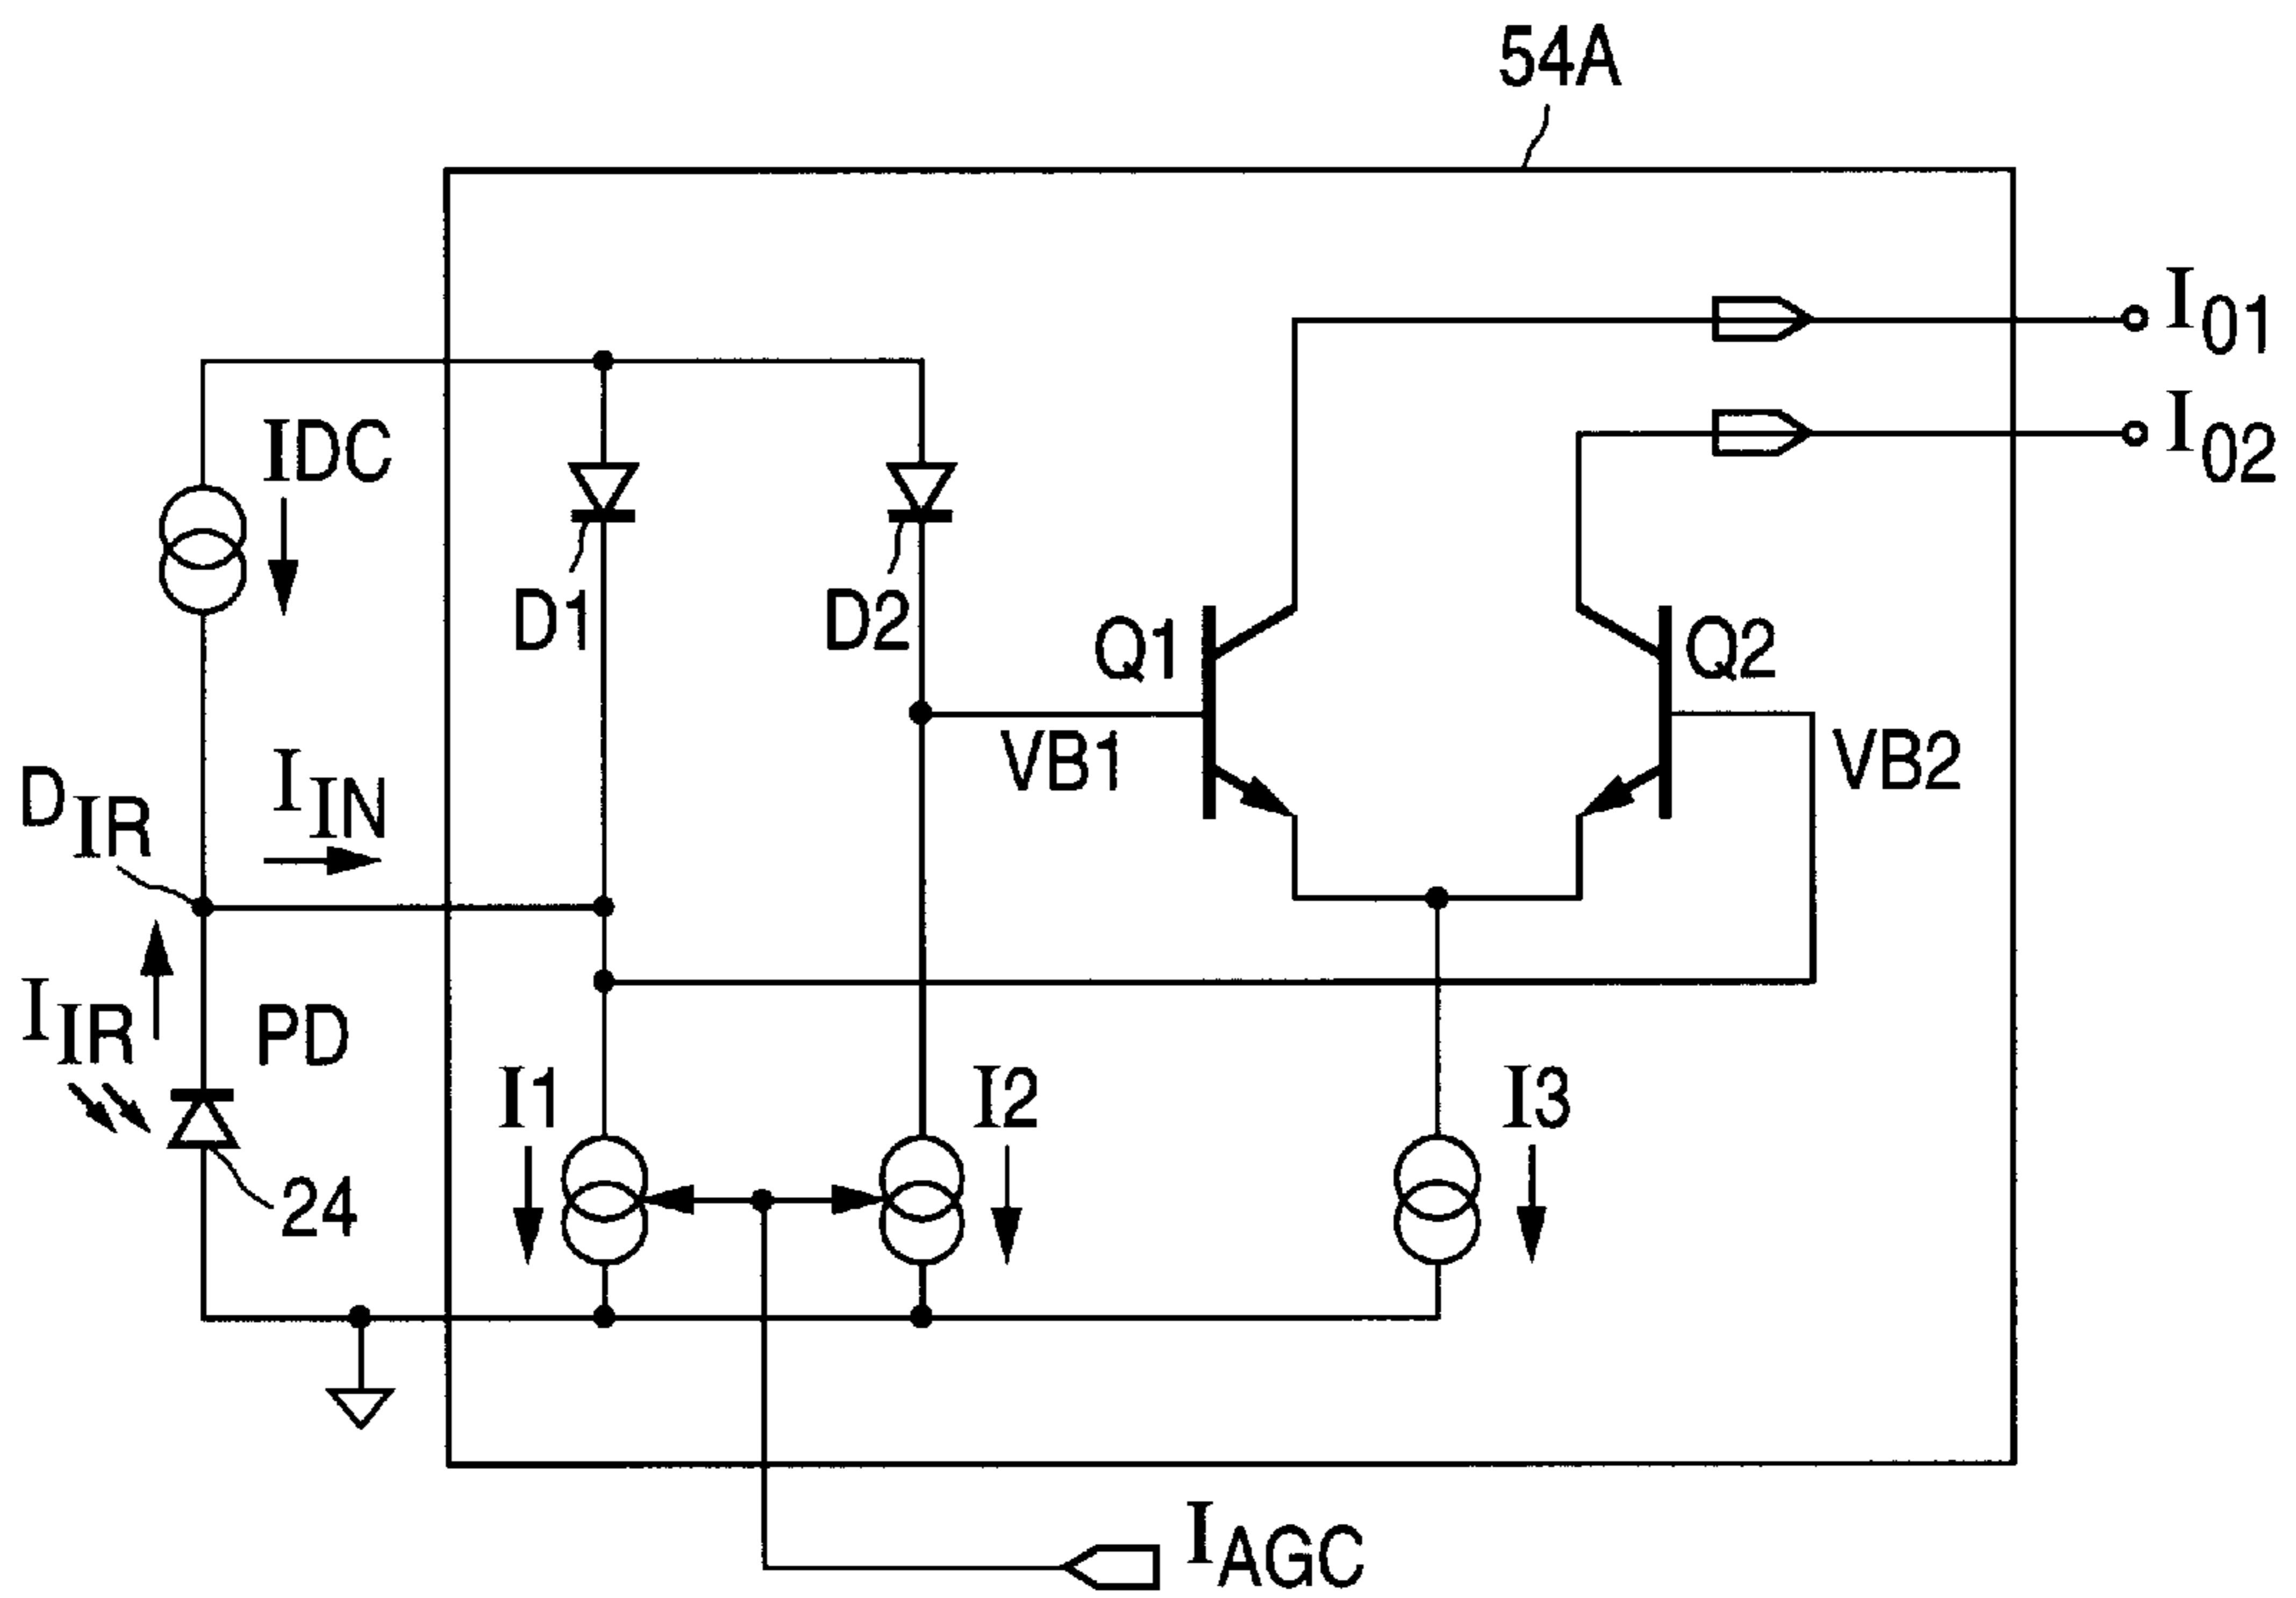 54A
I01
IDC
I02
D1
D2
Q1
Q2
VB1
VB2
DIR
IIN
IIR
PD
I1
I2
I3
24
IAGC